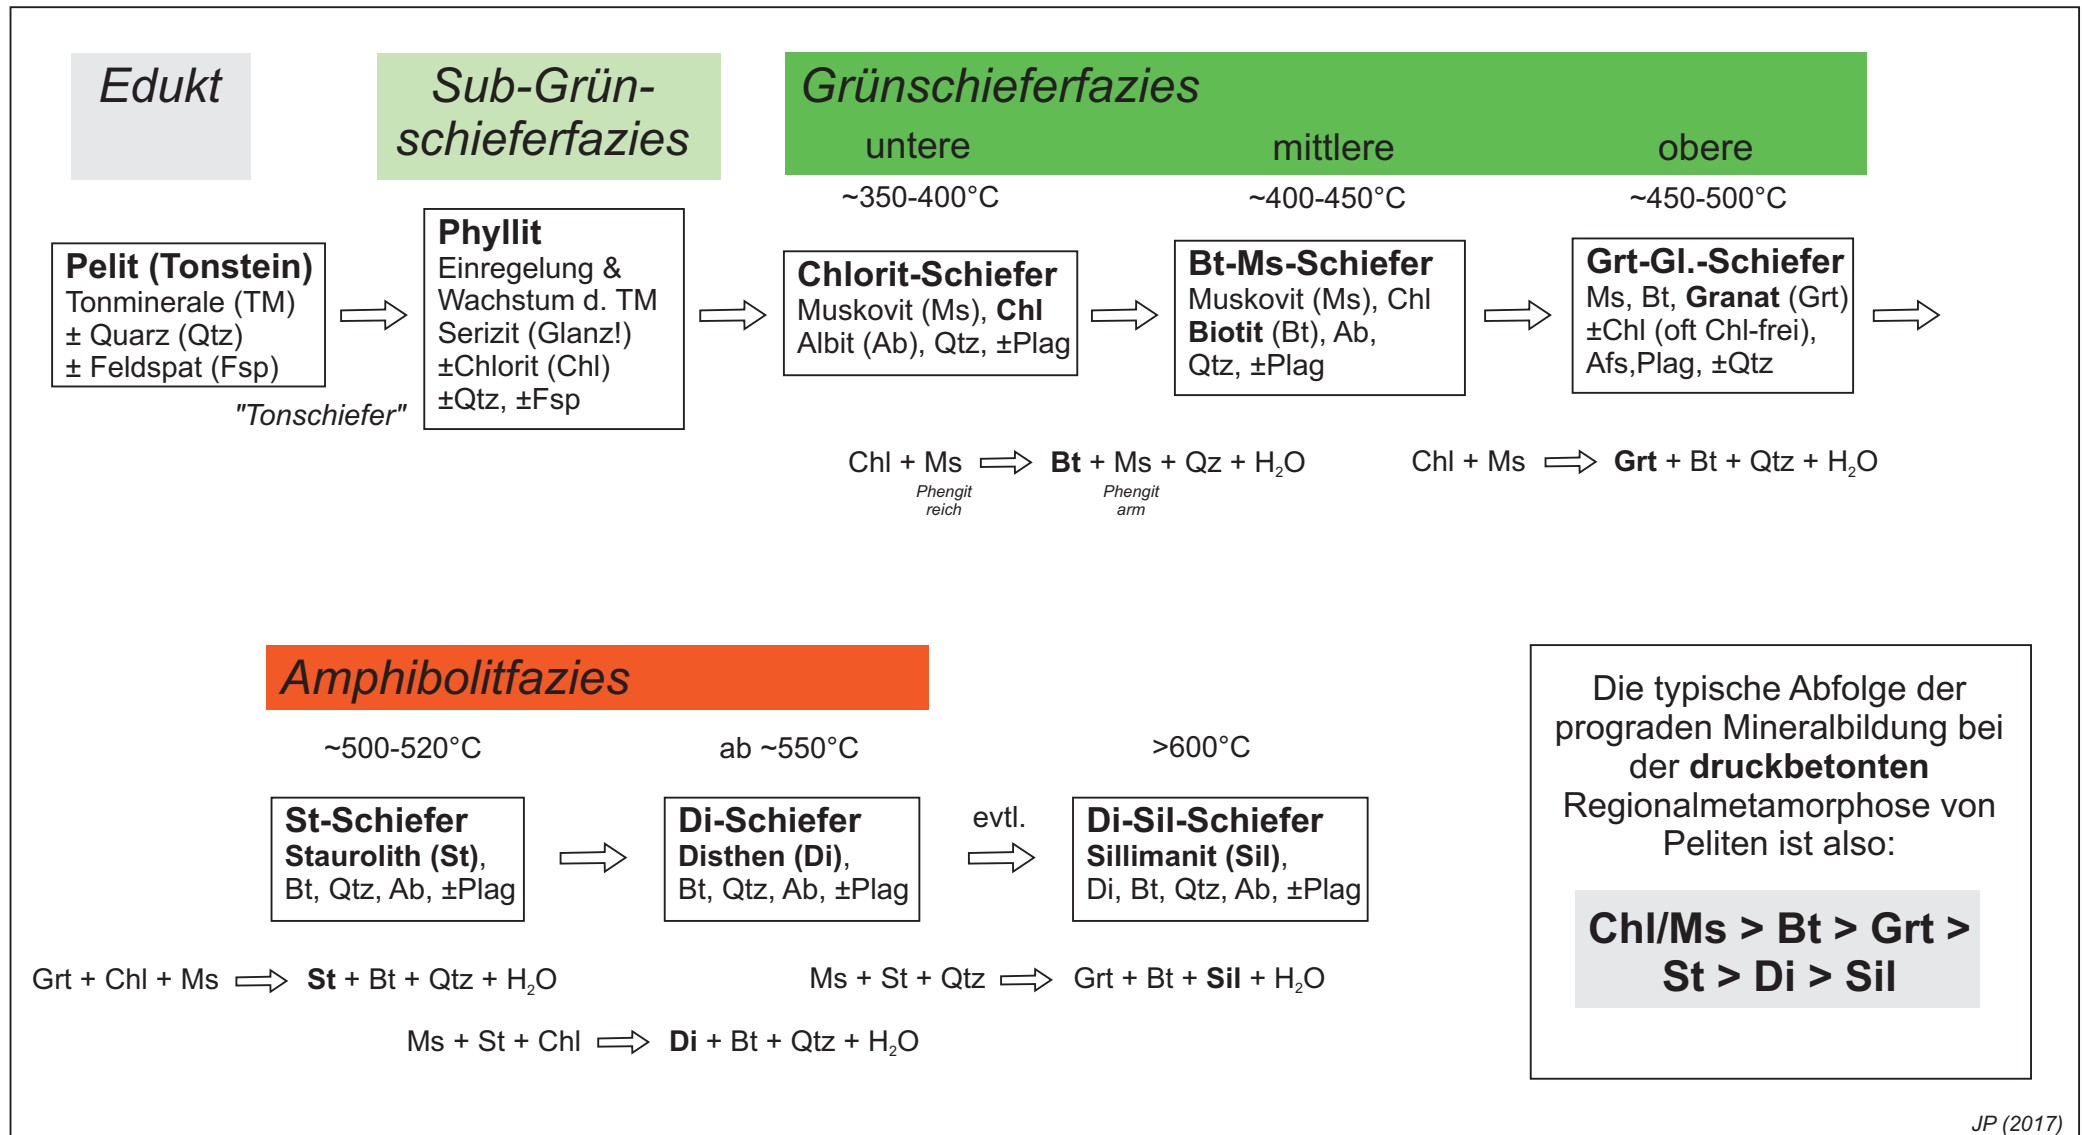 Edukt
Sub-Grün-
schieferfazies
Grünschieferfazies
untere
mittlere
obere
~350-400°C
~400-450°C
~450-500°C
Pelit (Tonstein)
Tonminerale (TM)
± Quarz (Qtz)
± Feldspat (Fsp)
"Tonschiefer"
Phyllit
Einregelung &
Wachstum d. TM
Serizit (Glanz!)
±Chlorit (Chl)
±Qtz, ±Fsp
Chlorit-Schiefer
Muskovit (Ms), Chl
Albit (Ab), Qtz, ±Plag
Bt-Ms-Schiefer
Muskovit (Ms), Chl
Biotit (Bt), Ab,
Qtz, ±Plag
Grt-Gl.-Schiefer
Ms, Bt, Granat (Grt)
±Chl (oft Chl-frei),
Afs,Plag, ±Qtz
Chl + Ms ⇒ Bt + Ms + Qz + H₂O
Phengit
reich
Phengit
arm
Chl + Ms ⇒ Grt + Bt + Qtz + H₂O
Amphibolitfazies
~500-520°C
ab ~550°C
>600°C
St-Schiefer
Staurolith (St),
Bt, Qtz, Ab, ±Plag
Di-Schiefer
Disthen (Di),
Bt, Qtz, Ab, ±Plag
evtl.
Di-Sil-Schiefer
Sillimanit (Sil),
Di, Bt, Qtz, Ab, ±Plag
Grt + Chl + Ms ⇒ St + Bt + Qtz + H₂O
Ms + St + Qtz ⇒ Grt + Bt + Sil + H₂O
Ms + St + Chl ⇒ Di + Bt + Qtz + H₂O
Die typische Abfolge der
prograden Mineralbildung bei
der druckbetonten
Regionalmetamorphose von
Peliten ist also:
Chl/Ms > Bt > Grt >
St > Di > Sil
JP (2017)